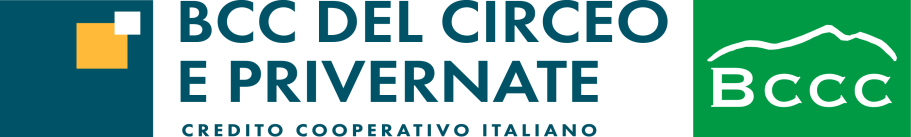 BCC DEL CIRCEO
E PRIVERNATE
CREDITO COOPERATIVO ITALIANO
BCCC